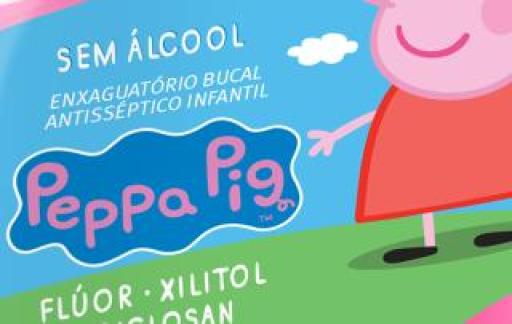 SEM ÁLCOOL
ENXAGUATÓRIO BUCAL
ANTISSÉPTICO INFANTIL
Peppa Pig
TM
FLÚOR · XILITOL